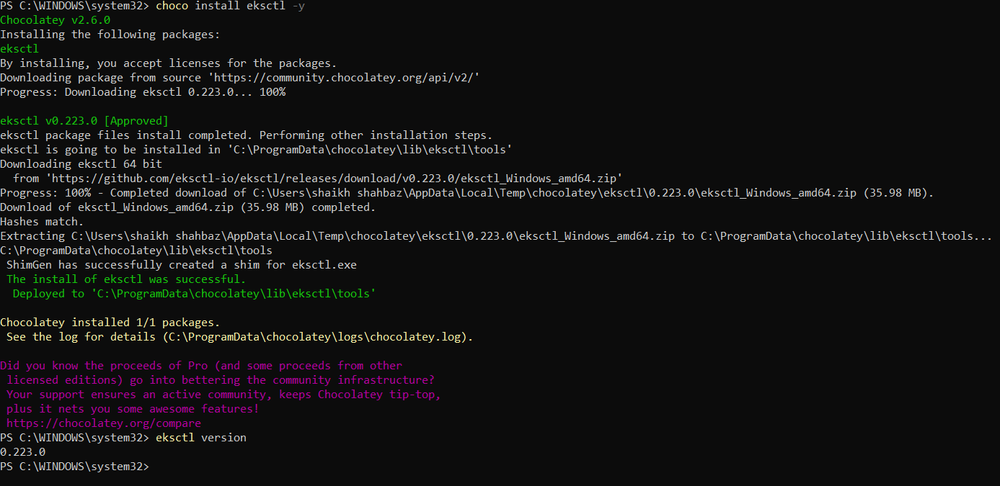 PS C:\WINDOWS\system32> choco install eksctl -y
Chocolatey v2.6.0
Installing the following packages:
eksctl
By installing, you accept licenses for the packages.
Downloading package from source 'https://community.chocolatey.org/api/v2/'
Progress: Downloading eksctl 0.223.0... 100%

eksctl v0.223.0 [Approved]
eksctl package files install completed. Performing other installation steps.
eksctl is going to be installed in 'C:\ProgramData\chocolatey\lib\eksctl\tools'
Downloading eksctl 64 bit
  from 'https://github.com/eksctl-io/eksctl/releases/download/v0.223.0/eksctl_Windows_amd64.zip'
Progress: 100% - Completed download of C:\Users\shaikh shahbaz\AppData\Local\Temp\chocolatey\eksctl\0.223.0\eksctl_Windows_amd64.zip (35.98 MB).
Download of eksctl_Windows_amd64.zip (35.98 MB) completed.
Hashes match.
Extracting C:\Users\shaikh shahbaz\AppData\Local\Temp\chocolatey\eksctl\0.223.0\eksctl_Windows_amd64.zip to C:\ProgramData\chocolatey\lib\eksctl\tools...
C:\ProgramData\chocolatey\lib\eksctl\tools
 ShimGen has successfully created a shim for eksctl.exe
 The install of eksctl was successful.
  Deployed to 'C:\ProgramData\chocolatey\lib\eksctl\tools'

Chocolatey installed 1/1 packages.
 See the log for details (C:\ProgramData\chocolatey\logs\chocolatey.log).

Did you know the proceeds of Pro (and some proceeds from other
 licensed editions) go into bettering the community infrastructure?
 Your support ensures an active community, keeps Chocolatey tip-top,
 plus it nets you some awesome features!
 https://chocolatey.org/compare
PS C:\WINDOWS\system32> eksctl version
0.223.0
PS C:\WINDOWS\system32>